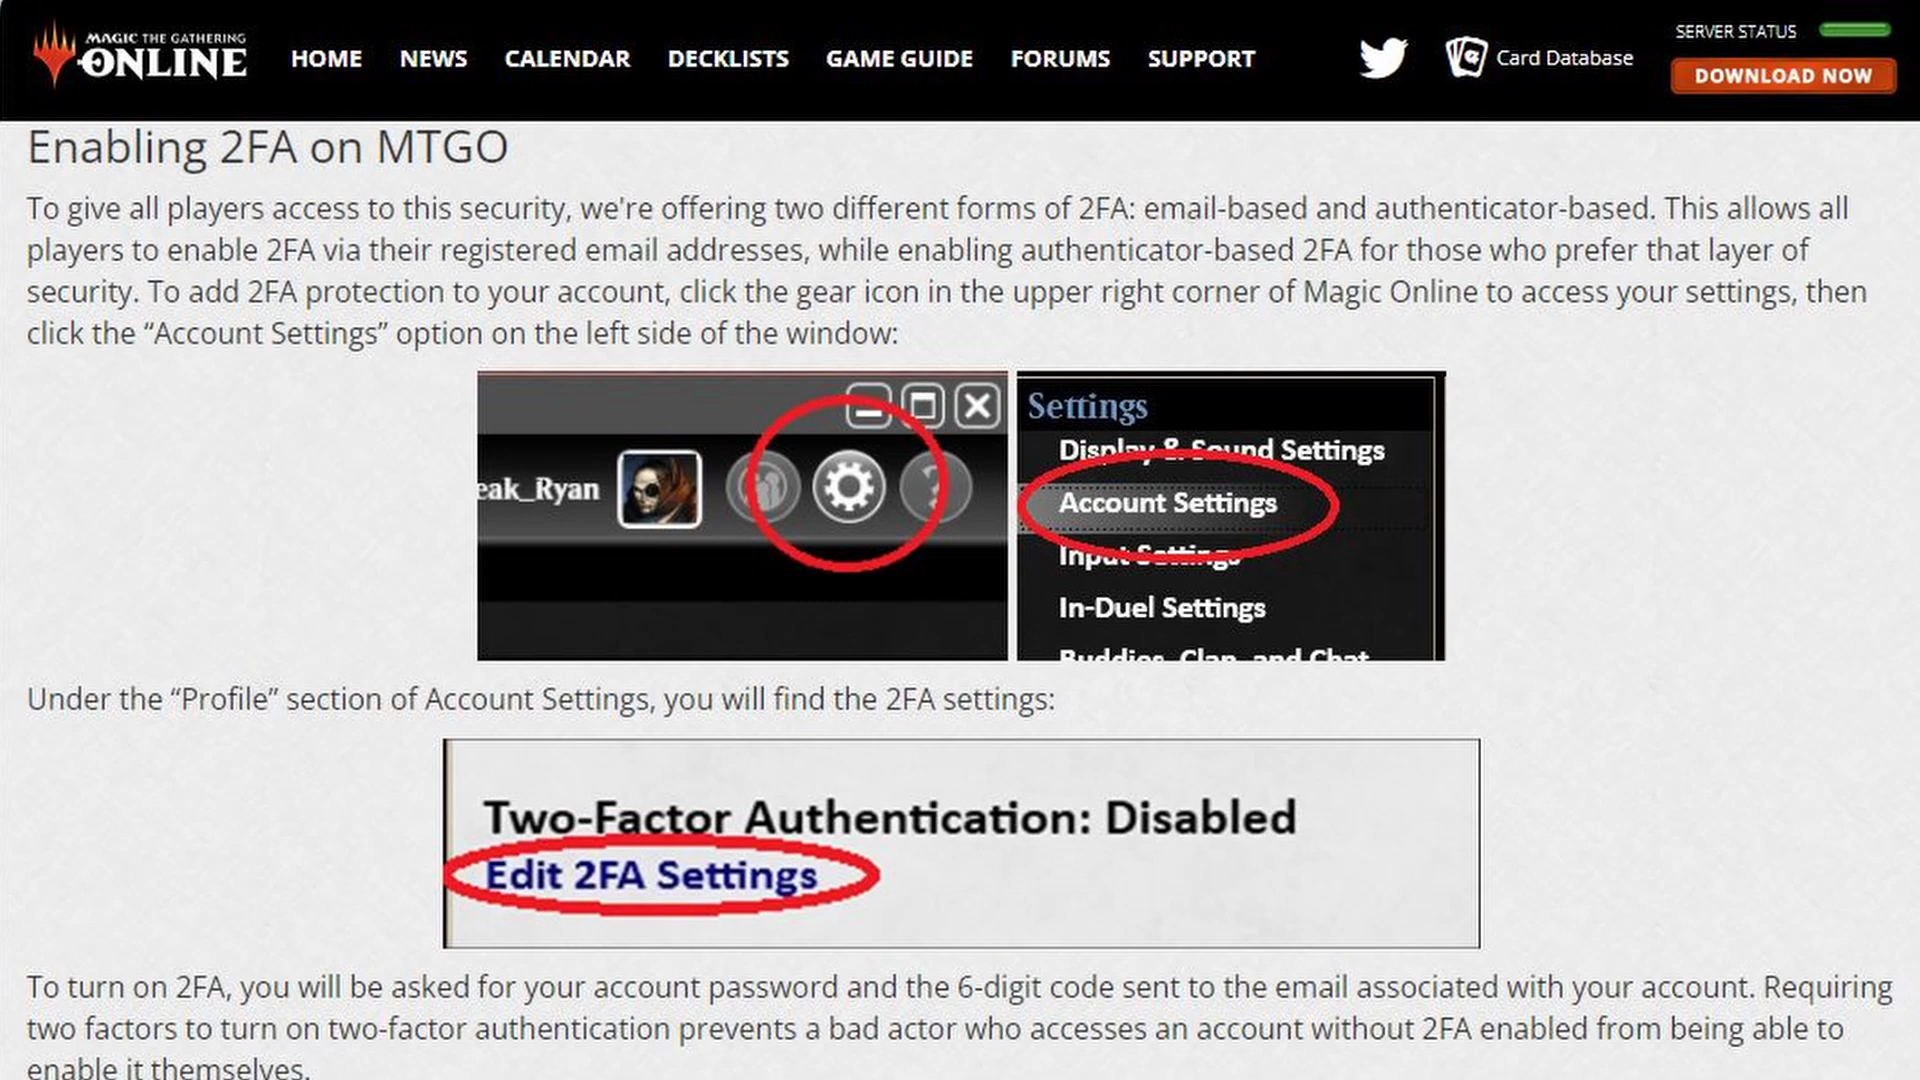 MAGIC THE GATHERING
ONLINE
HOME NEWS CALENDAR DECKLISTS GAME GUIDE FORUMS SUPPORT
Card Database
SERVER STATUS
DOWNLOAD NOW
Enabling 2FA on MTGO
To give all players access to this security, we're offering two different forms of 2FA: email-based and authenticator-based. This allows all
players to enable 2FA via their registered email addresses, while enabling authenticator-based 2FA for those who prefer that layer of
security. To add 2FA protection to your account, click the gear icon in the upper right corner of Magic Online to access your settings, then
click the “Account Settings” option on the left side of the window:
eak_Ryan
?
Settings
Display & Sound Settings
Account Settings
Input Settings
In-Duel Settings
Buddies, Clan, and Chat
Under the “Profile” section of Account Settings, you will find the 2FA settings:
Two-Factor Authentication: Disabled
Edit 2FA Settings
To turn on 2FA, you will be asked for your account password and the 6-digit code sent to the email associated with your account. Requiring
two factors to turn on two-factor authentication prevents a bad actor who accesses an account without 2FA enabled from being able to
enable it themselves.